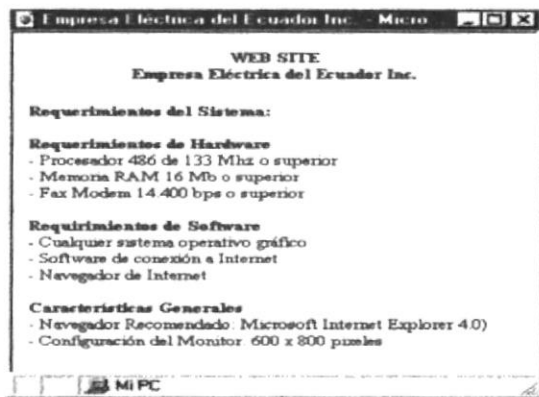 Empresa Eléctrica del Ecuador Inc. - Micro
WEB SITE
Empresa Eléctrica del Ecuador Inc.
Requerimientos del Sistema:
Requerimientos de Hardware
- Procesador 486 de 133 Mhz o superior
- Memoria RAM 16 Mb o superior
- Fax Modem 14.400 bps o superior
Requirimientos de Software
- Cualquier sistema operativo gráfico
- Software de conexión a Internet
- Navegador de Internet
Características Generales
- Navegador Recomendado: Microsoft Internet Explorer 4.0)
- Configuración del Monitor: 600 x 800 pixeles
Mi PC